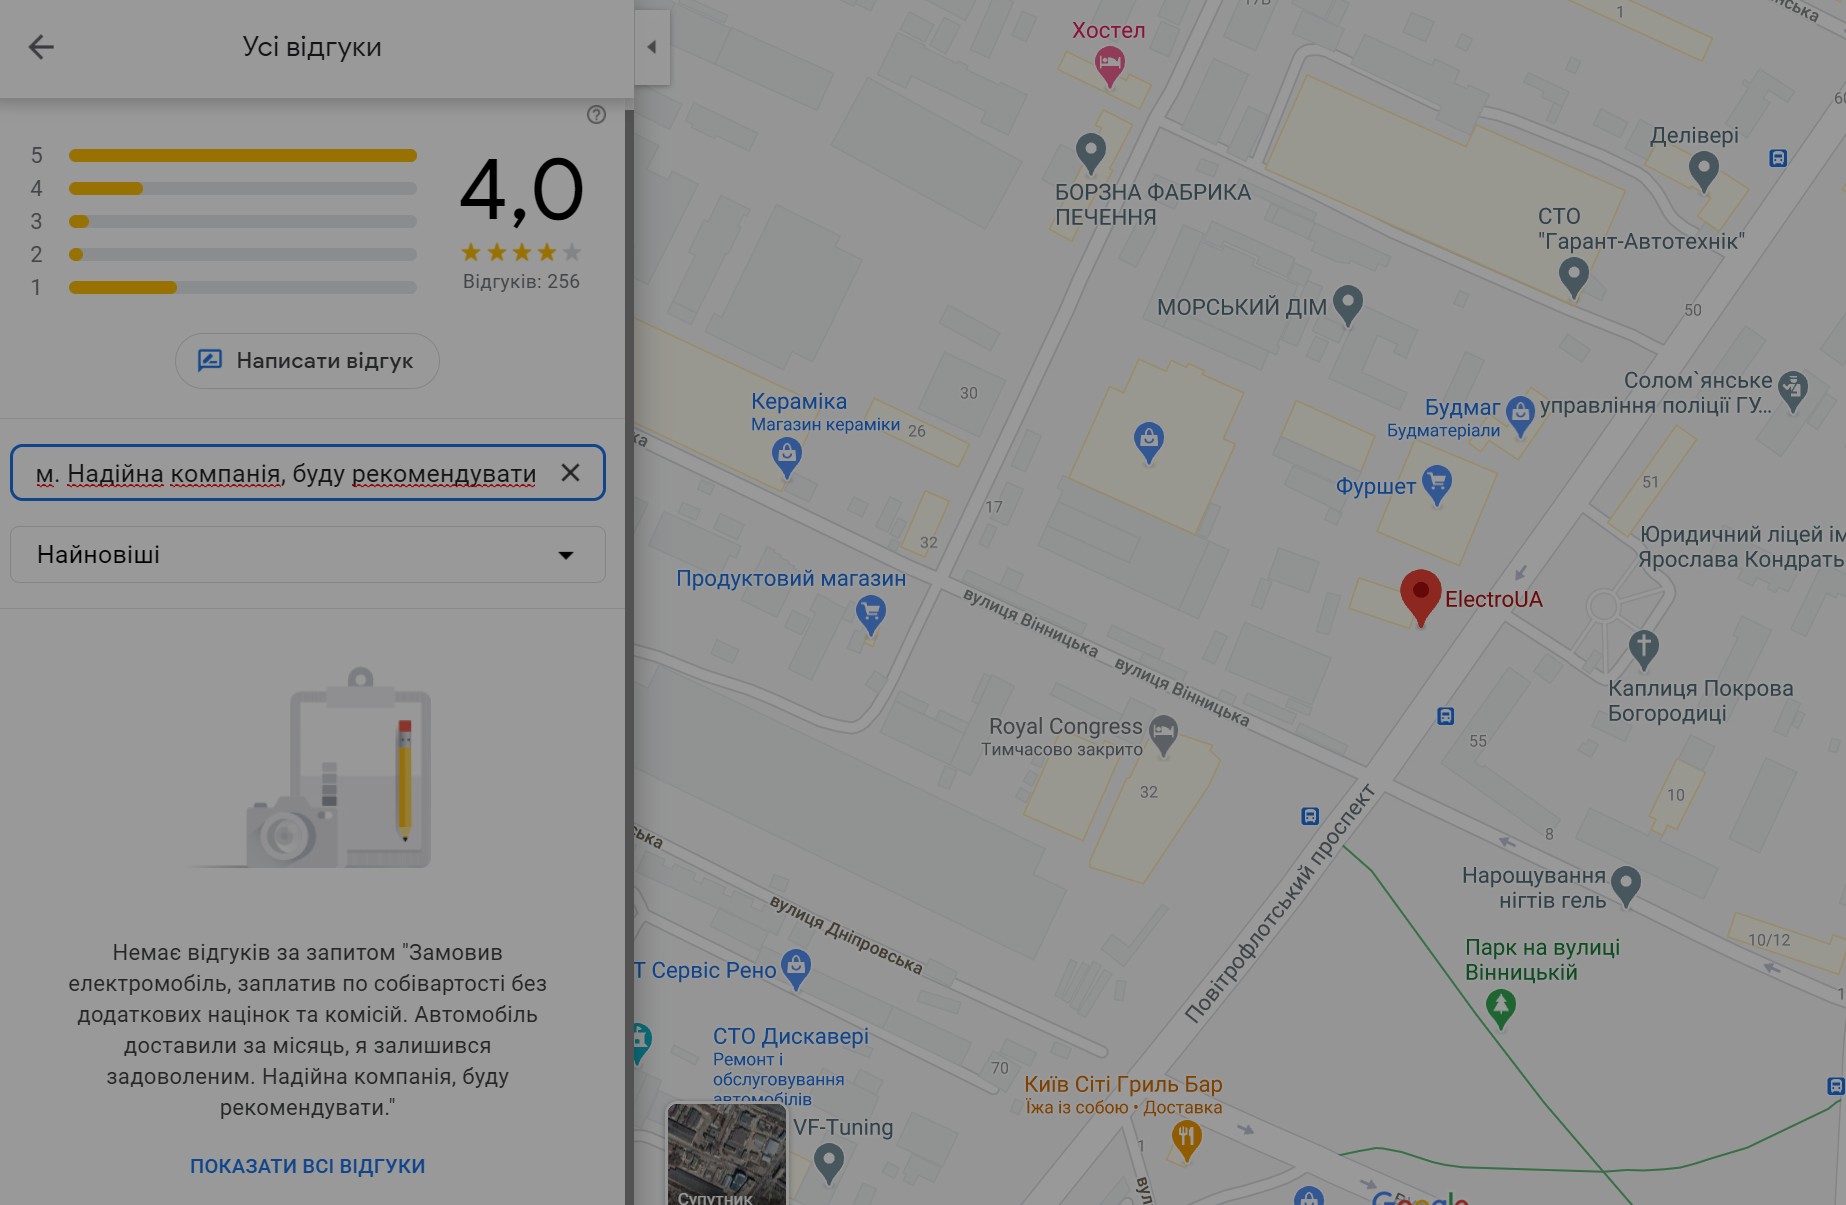 Усі відгуки
5
4
3
2
1
4,0
Відгуків: 256
Написати відгук
м. Надійна компанія, буду рекомендувати
Найновіші
Немає відгуків за запитом "Замовив
електромобіль, заплатив по собівартості без
додаткових націнок та комісій. Автомобіль
доставили за місяць, я залишився
задоволеним. Надійна компанія, буду
рекомендувати."
ПОКАЗАТИ ВСІ ВІДГУКИ
Хостел
1
Делівері
БОРЗНА ФАБРИКА
ПЕЧЕННЯ
СТО
"Гарант-Автотехнік"
МОРСЬКИЙ ДІМ
50
Солом`янське
управління поліції ГУ...
Кераміка
Магазин кераміки
30
26
Будмаг
Будматеріали
Фуршет
51
17
32
Юридичний ліцей ім
Ярослава Кондрать
Продуктовий магазин
вулиця Вінницька
вулиця Вінницька
ElectroUA
Каплиця Покрова
Богородиці
Royal Congress
Тимчасово закрито
55
32
10
8
Повітрофлотський проспект
Нарощування
нігтів гель
10/12
вулиця Дніпровська
Парк на вулиці
Вінницькій
Т Сервіс Рено
СТО Дискавері
Ремонт і
обслуговування
автомобілів
70
Київ Сіті Гриль Бар
Їжа із собою • Доставка
VF-Tuning
1
Супутник
Google